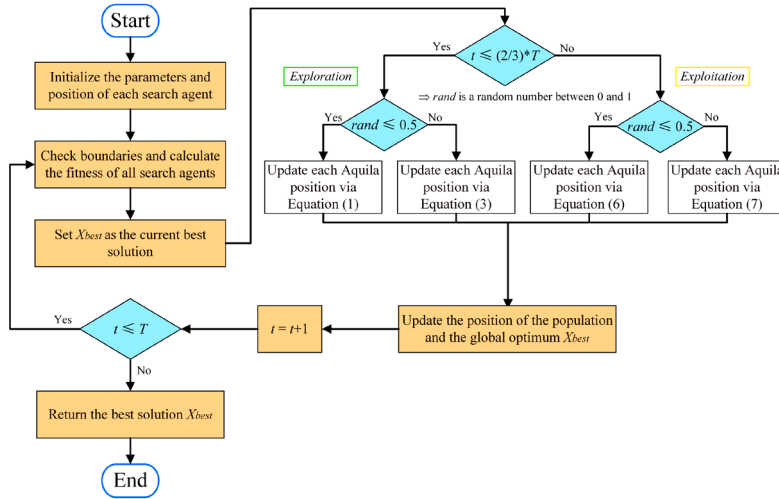 Start
Initialize the parameters and
position of each search agent
Check boundaries and calculate
the fitness of all search agents
Set Xbest as the current best
solution
t ≤ (2/3)*T
Yes
No
Exploration
Exploitation
⇒ rand is a random number between 0 and 1
rand ≤ 0.5
Yes
No
rand ≤ 0.5
Yes
No
Update each Aquila
position via
Equation (1)
Update each Aquila
position via
Equation (3)
Update each Aquila
position via
Equation (6)
Update each Aquila
position via
Equation (7)
Update the position of the population
and the global optimum Xbest
t = t+1
t ≤ T
Yes
No
Return the best solution Xbest
End